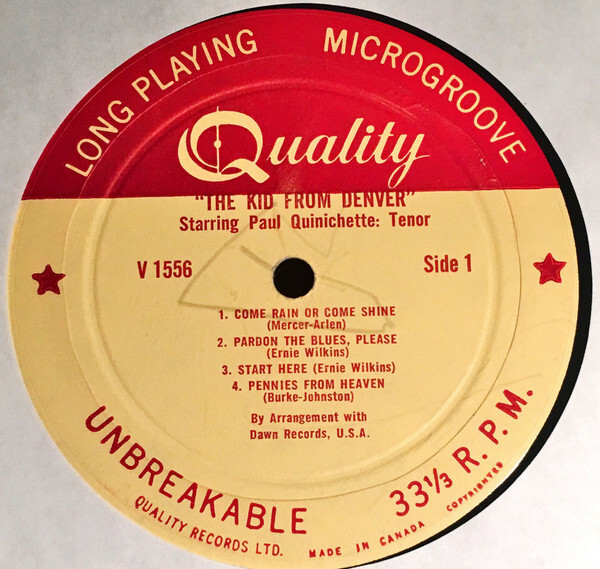 LONG PLAYING MICROGROOVE
Quality
"THE KID FROM DENVER"
Starring Paul Quinichette: Tenor
V 1556
Side 1
1. COME RAIN OR COME SHINE
(Mercer-Arlen)
2. PARDON THE BLUES, PLEASE
(Ernie Wilkins)
3. START HERE (Ernie Wilkins)
4. PENNIES FROM HEAVEN
(Burke-Johnston)
By Arrangement with
Dawn Records, U.S.A.
UNBREAKABLE 33⅓ R.P.M.
QUALITY RECORDS LTD. MADE IN CANADA COPYRIGHTED